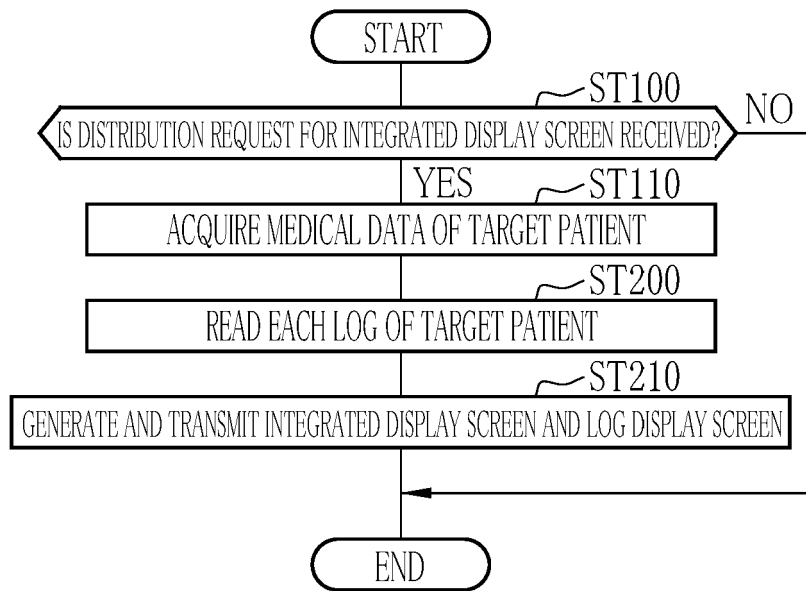 START
ST100
IS DISTRIBUTION REQUEST FOR INTEGRATED DISPLAY SCREEN RECEIVED?
NO
YES
ST110
ACQUIRE MEDICAL DATA OF TARGET PATIENT
ST200
READ EACH LOG OF TARGET PATIENT
ST210
GENERATE AND TRANSMIT INTEGRATED DISPLAY SCREEN AND LOG DISPLAY SCREEN
END